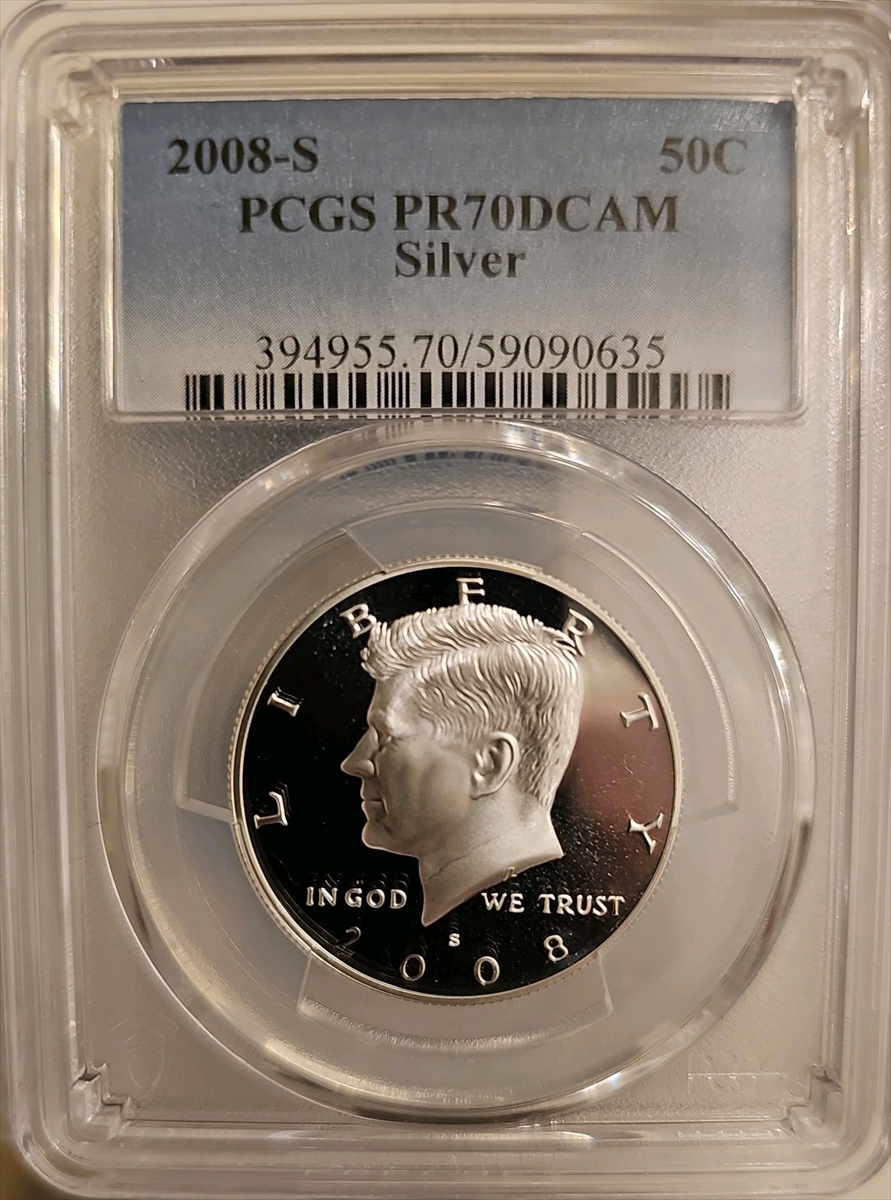 2008-S 50C
PCGS PR70DCAM
Silver
394955.70/59090635
LIBERTY
IN GOD WE TRUST
S
2008